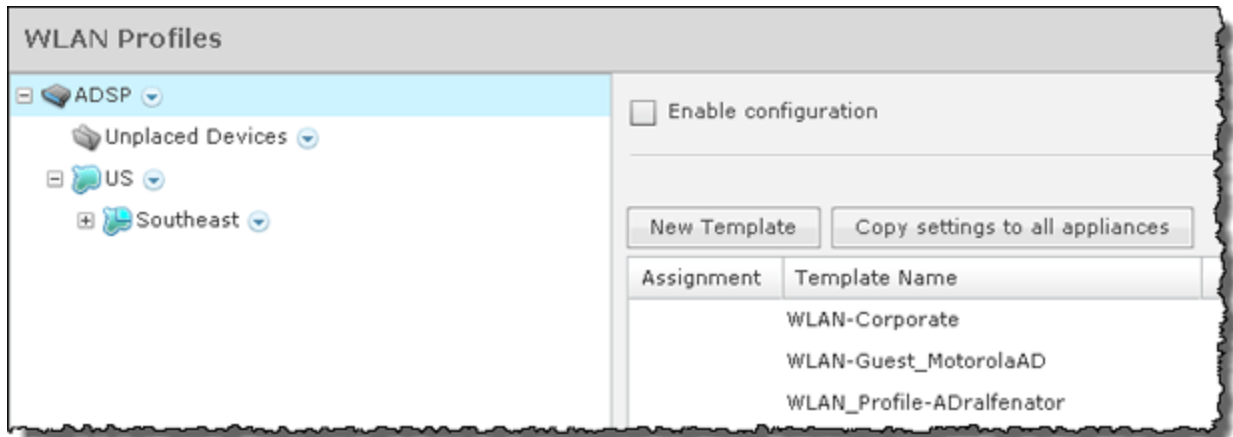 WLAN Profiles
ADSP
Unplaced Devices
US
Southeast
Enable configuration
New Template
Copy settings to all appliances
Assignment
Template Name
WLAN-Corporate
WLAN-Guest_MotorolaAD
WLAN_Profile-ADralfenator